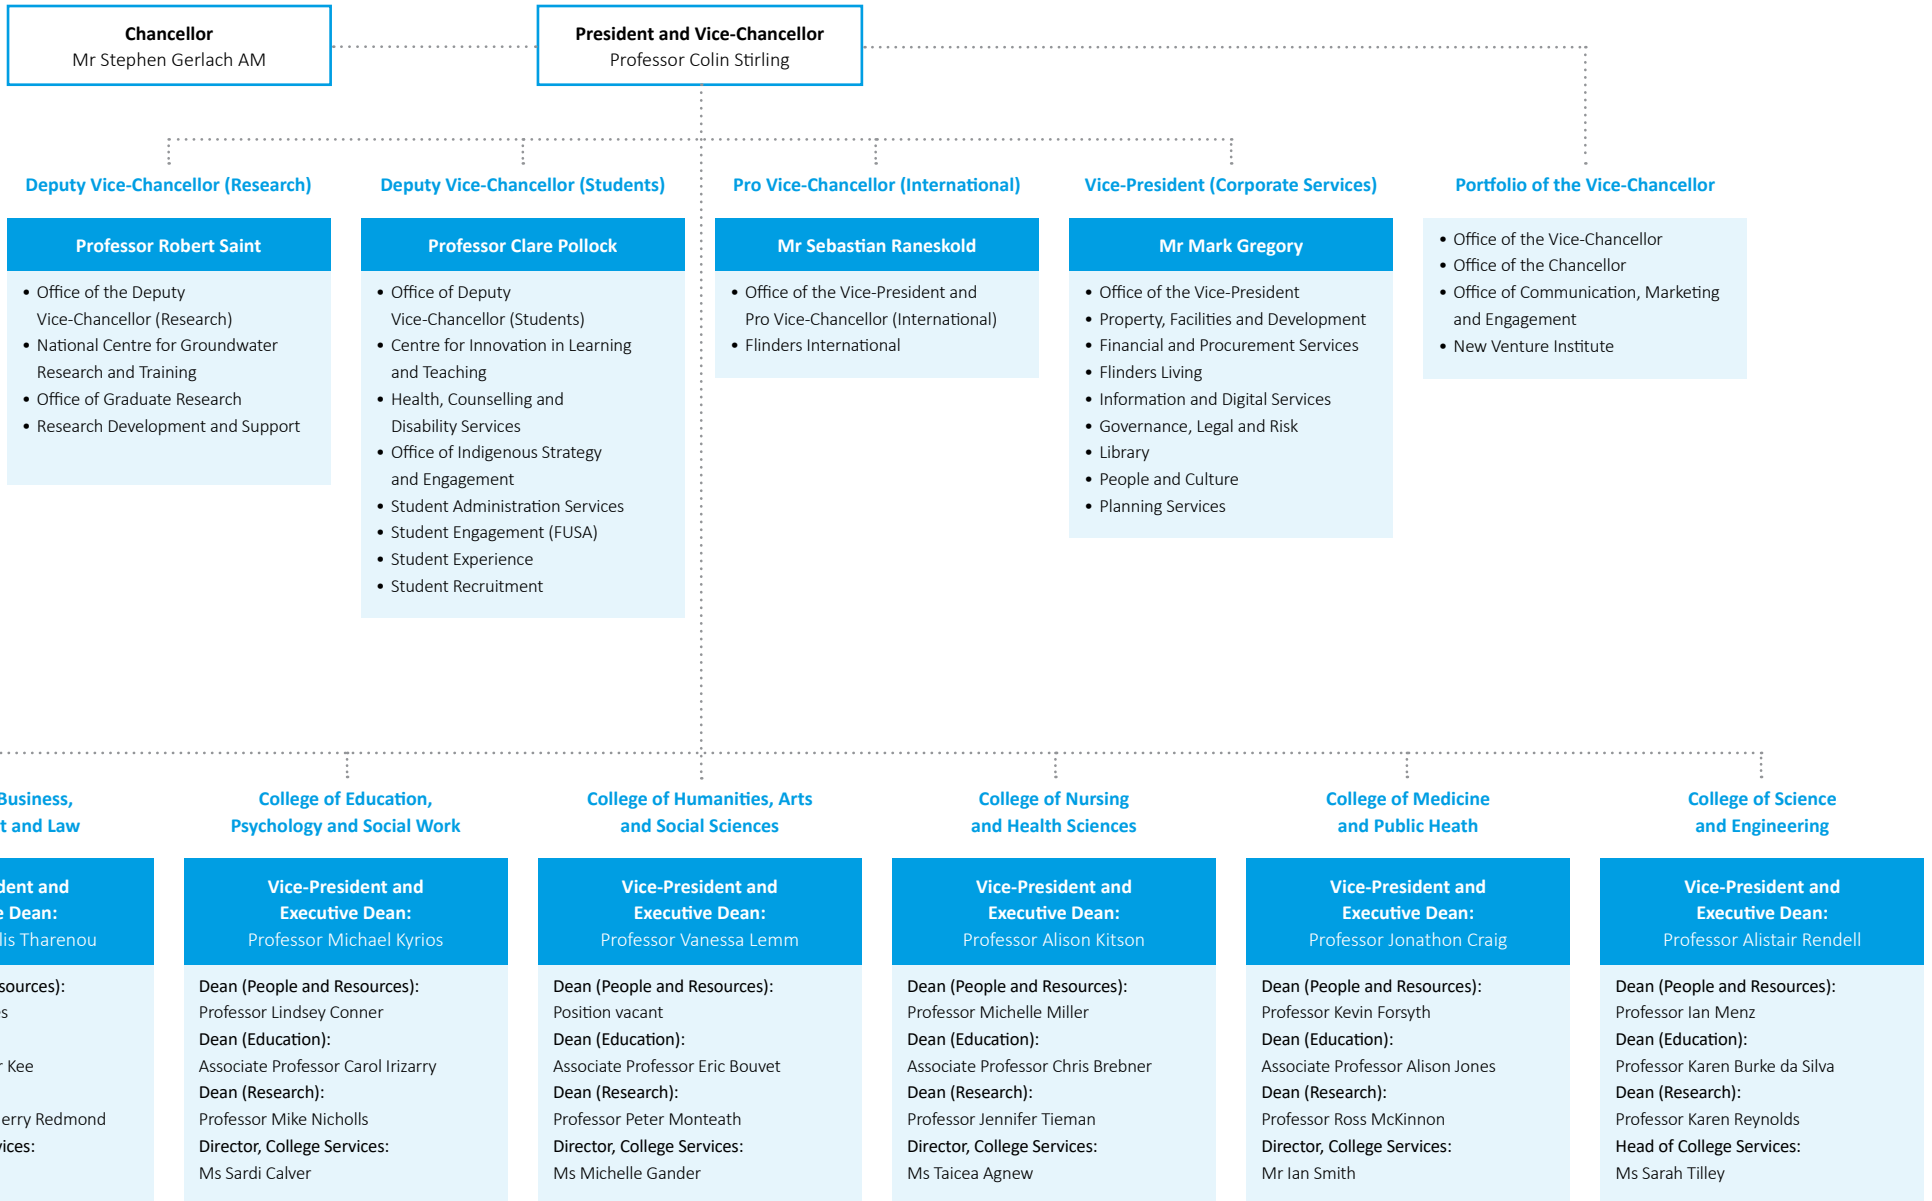 Chancellor
Mr Stephen Gerlach AM
President and Vice-Chancellor
Professor Colin Stirling
Deputy Vice-Chancellor (Research)
Professor Robert Saint
• Office of the Deputy
Vice-Chancellor (Research)
• National Centre for Groundwater
Research and Training
• Office of Graduate Research
• Research Development and Support
Deputy Vice-Chancellor (Students)
Professor Clare Pollock
• Office of Deputy
Vice-Chancellor (Students)
• Centre for Innovation in Learning
and Teaching
• Health, Counselling and
Disability Services
• Office of Indigenous Strategy
and Engagement
• Student Administration Services
• Student Engagement (FUSA)
• Student Experience
• Student Recruitment
Pro Vice-Chancellor (International)
Mr Sebastian Raneskold
• Office of the Vice-President and
Pro Vice-Chancellor (International)
• Flinders International
Vice-President (Corporate Services)
Mr Mark Gregory
• Office of the Vice-President
• Property, Facilities and Development
• Financial and Procurement Services
• Flinders Living
• Information and Digital Services
• Governance, Legal and Risk
• Library
• People and Culture
• Planning Services
Portfolio of the Vice-Chancellor
• Office of the Vice-Chancellor
• Office of the Chancellor
• Office of Communication, Marketing
and Engagement
• New Venture Institute
Business,
and Law
and
Dean:
Tharenou
Kee
Redmond
College of Education,
Psychology and Social Work
Vice-President and
Executive Dean:
Professor Michael Kyrios
Dean (People and Resources):
Professor Lindsey Conner
Dean (Education):
Associate Professor Carol Irizarry
Dean (Research):
Professor Mike Nicholls
Director, College Services:
Ms Sardi Calver
College of Humanities, Arts
and Social Sciences
Vice-President and
Executive Dean:
Professor Vanessa Lemm
Dean (People and Resources):
Position vacant
Dean (Education):
Associate Professor Eric Bouvet
Dean (Research):
Professor Peter Monteath
Director, College Services:
Ms Michelle Gander
College of Nursing
and Health Sciences
Vice-President and
Executive Dean:
Professor Alison Kitson
Dean (People and Resources):
Professor Michelle Miller
Dean (Education):
Associate Professor Chris Brebner
Dean (Research):
Professor Jennifer Tieman
Director, College Services:
Ms Taicea Agnew
College of Medicine
and Public Heath
Vice-President and
Executive Dean:
Professor Jonathon Craig
Dean (People and Resources):
Professor Kevin Forsyth
Dean (Education):
Associate Professor Alison Jones
Dean (Research):
Professor Ross McKinnon
Director, College Services:
Mr Ian Smith
College of Science
and Engineering
Vice-President and
Executive Dean:
Professor Alistair Rendell
Dean (People and Resources):
Professor Ian Menz
Dean (Education):
Professor Karen Burke da Silva
Dean (Research):
Professor Karen Reynolds
Head of College Services:
Ms Sarah Tilley